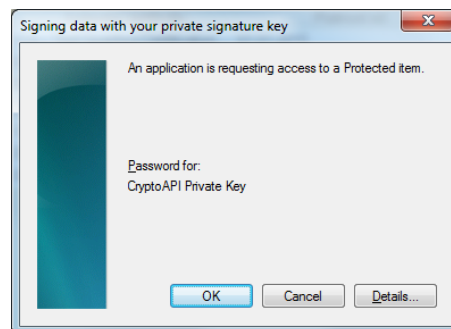 Signing data with your private signature key
An application is requesting access to a Protected item.
Password for:
CryptoAPI Private Key
OK Cancel Details...